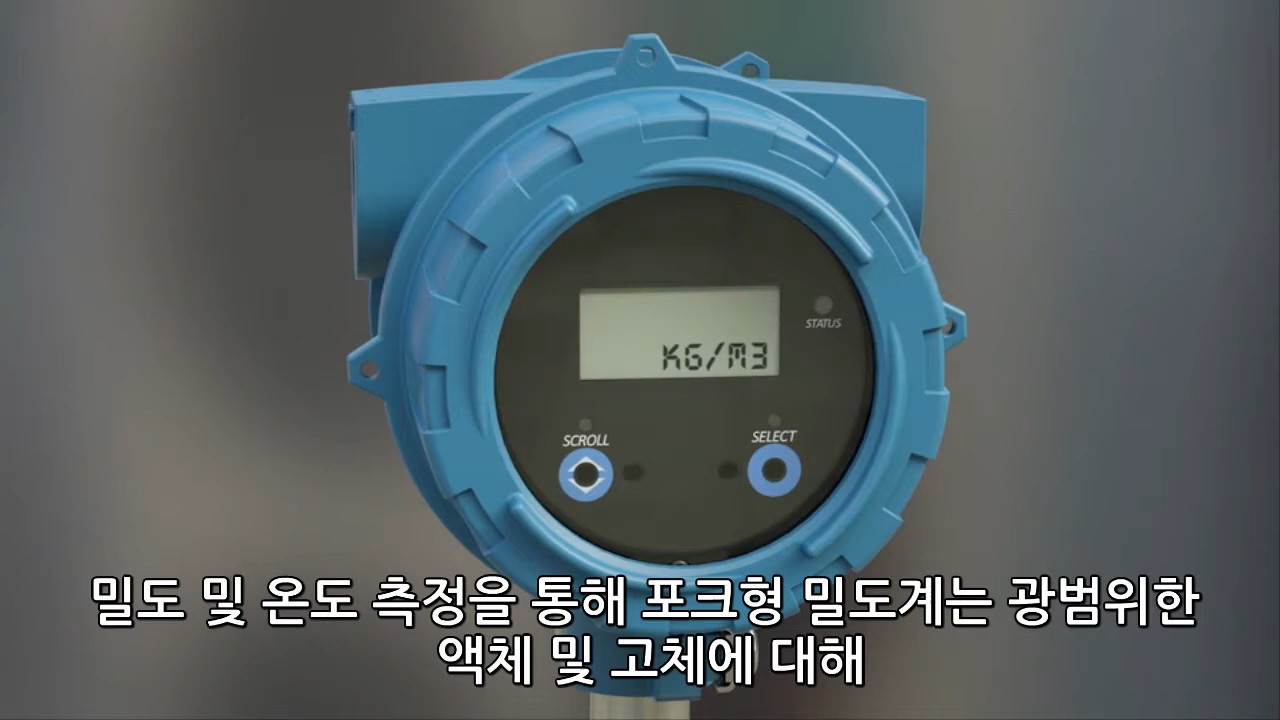 KG/M3
STATUS
SCROLL
SELECT
밀도 및 온도 측정을 통해 포크형 밀도계는 광범위한
액체 및 고체에 대해